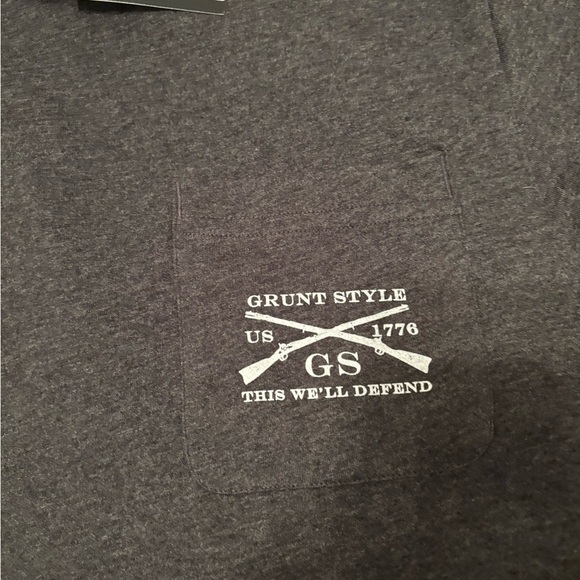 GRUNT STYLE
US 1776
GS
THIS WE'LL DEFEND